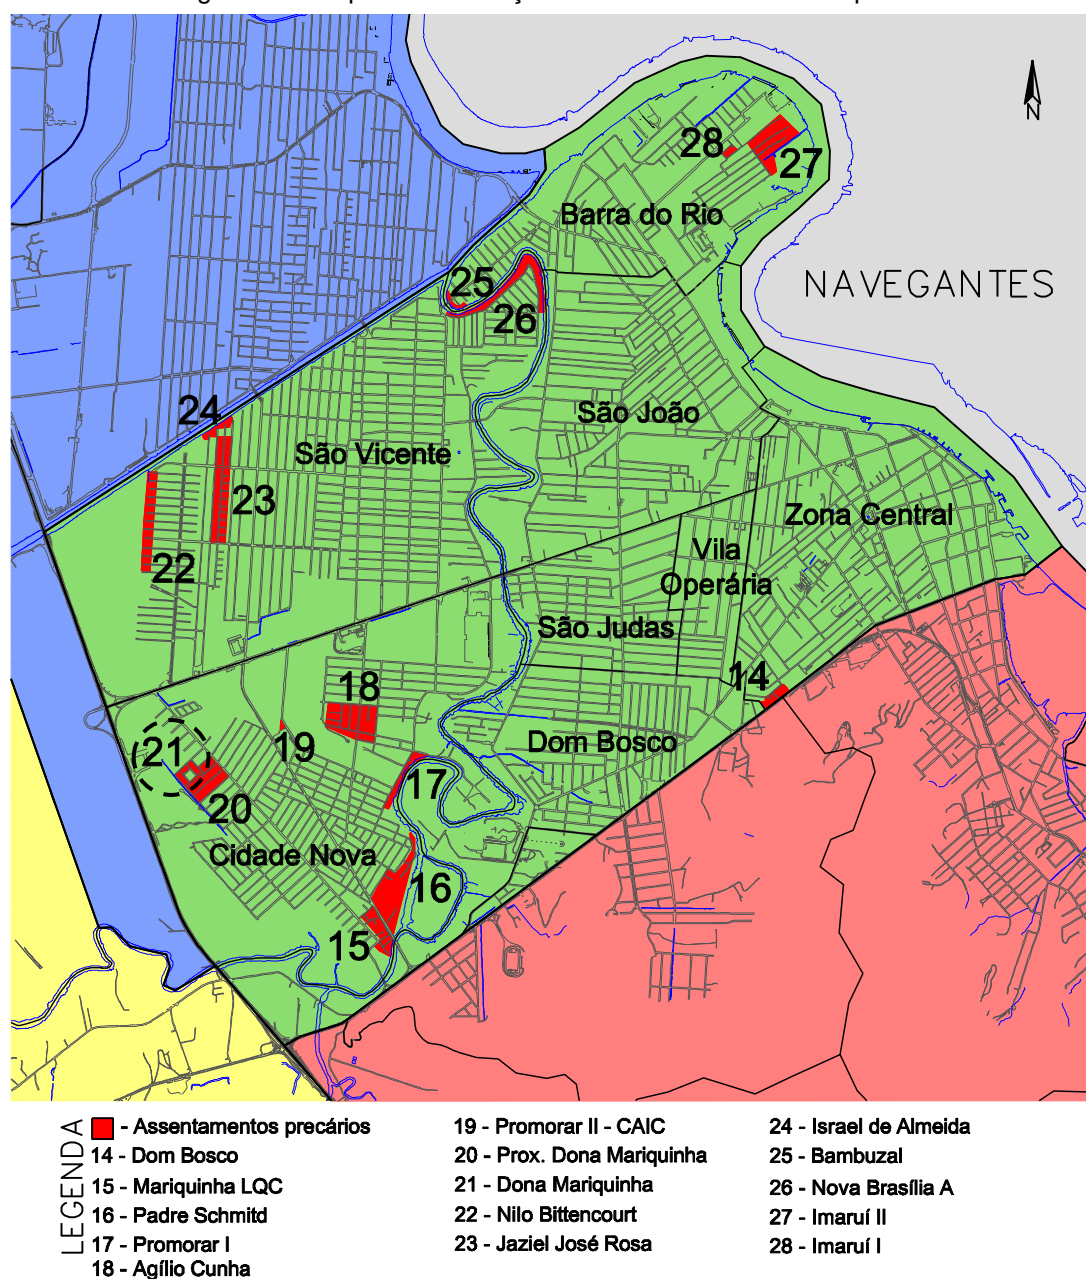 N
28
27
Barra do Rio
NAVEGANTES
25
26
24
São João
São Vicente
23
Zona Central
22
Vila
Operária
São Judas
14
18
21
19
Dom Bosco
17
20
Cidade Nova
16
15
LEGENDA
- Assentamentos precários
14 - Dom Bosco
15 - Mariquinha LQC
16 - Padre Schmitd
17 - Promorar I
18 - Agílio Cunha
19 - Promorar II - CAIC
20 - Prox. Dona Mariquinha
21 - Dona Mariquinha
22 - Nilo Bittencourt
23 - Jaziel José Rosa
24 - Israel de Almeida
25 - Bambuzal
26 - Nova Brasília A
27 - Imaruí II
28 - Imaruí I